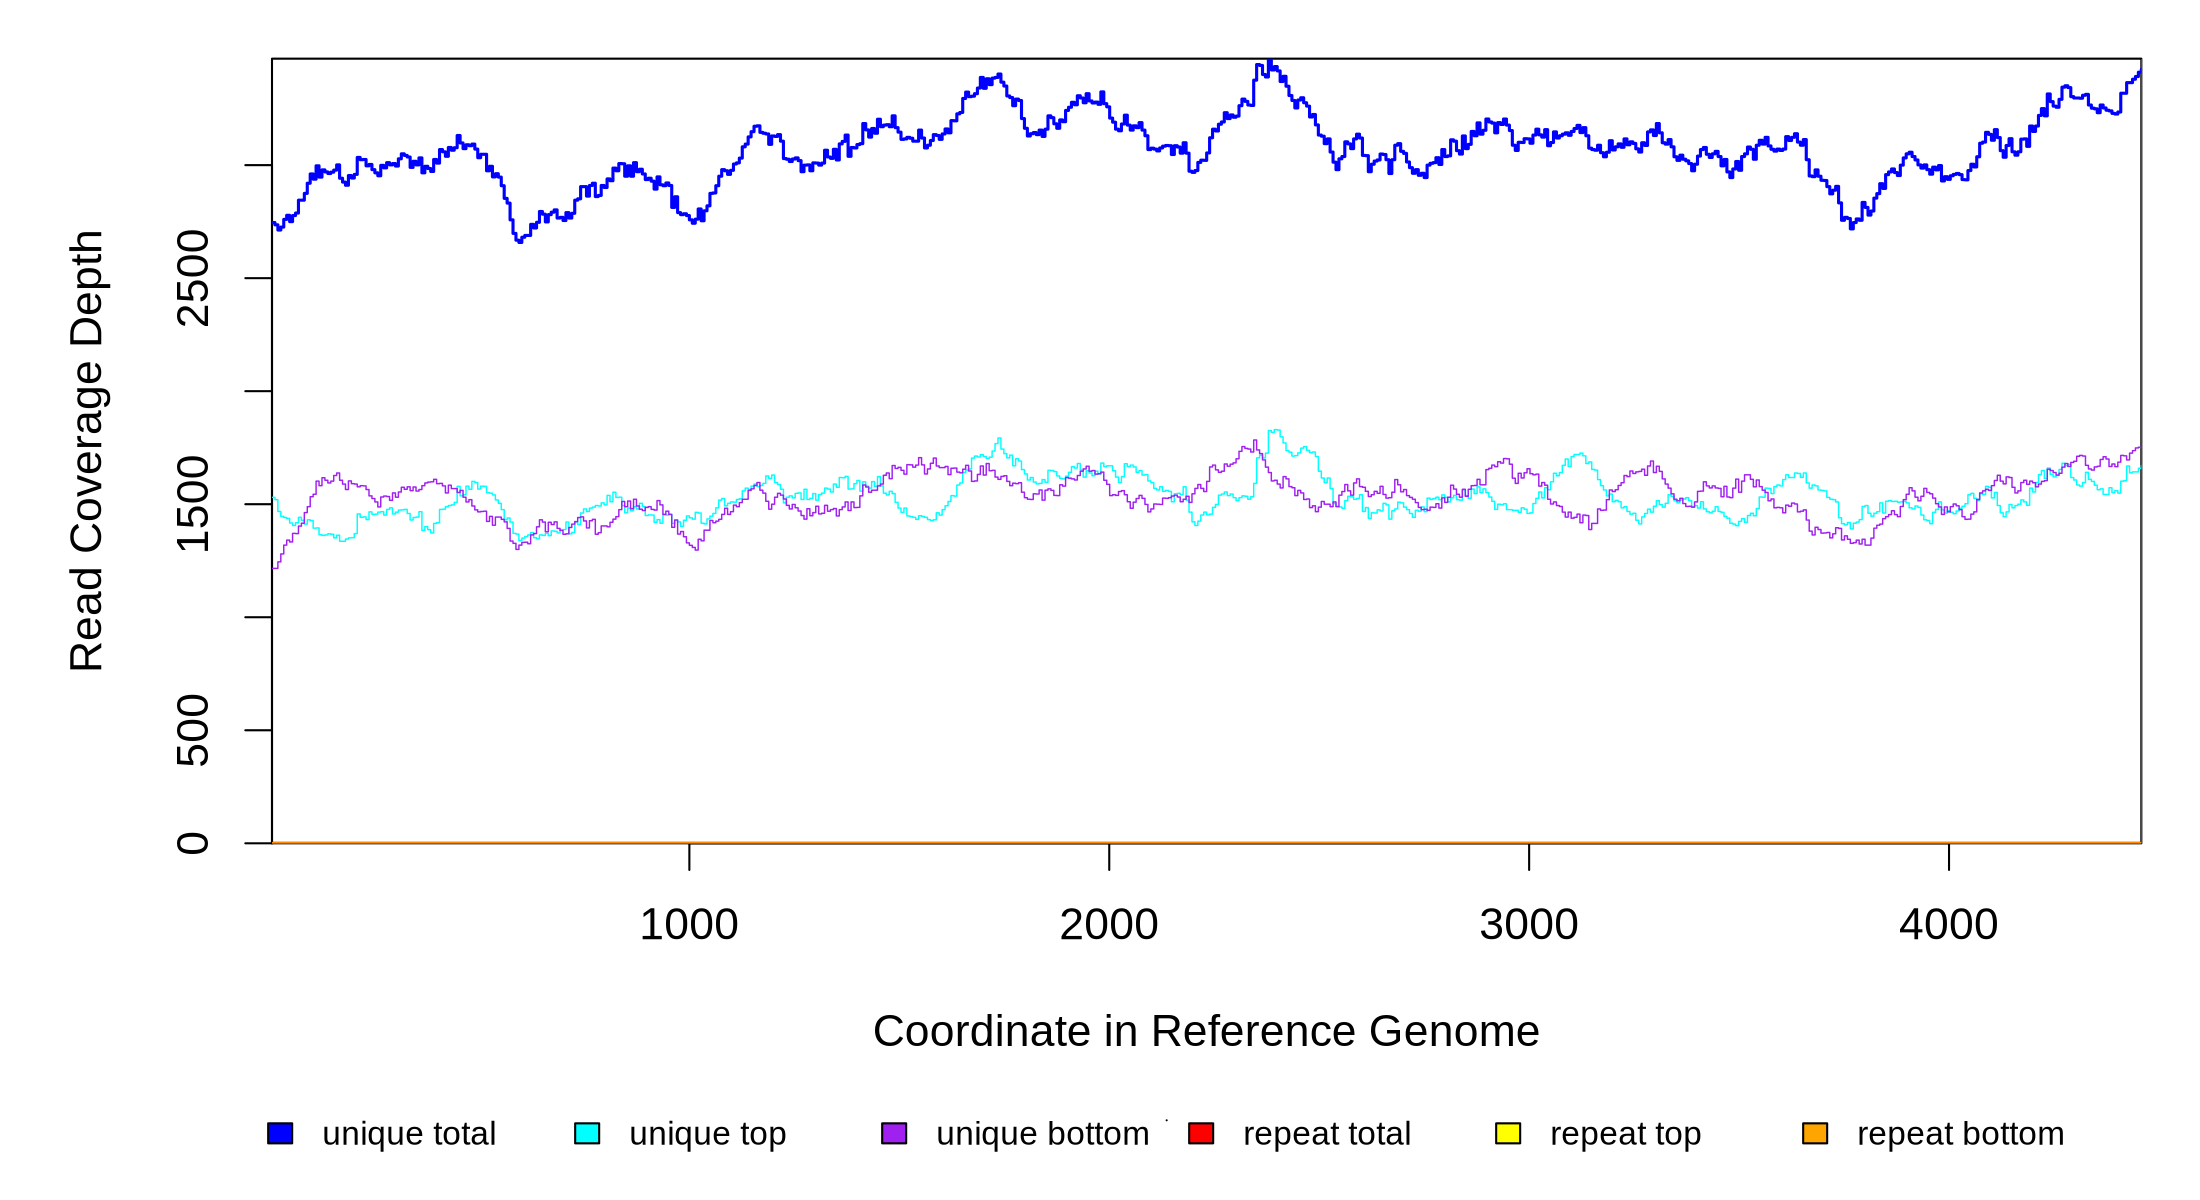 Read Coverage Depth
2500
1500
500
0
1000 2000 3000 4000
Coordinate in Reference Genome
unique total unique top unique bottom repeat total repeat top repeat bottom